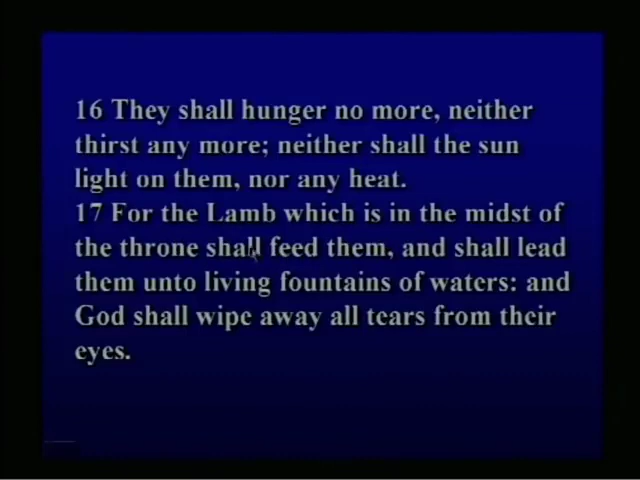 16 They shall hunger no more, neither
thirst any more; neither shall the sun
light on them, nor any heat.
17 For the Lamb which is in the midst of
the throne shall feed them, and shall lead
them unto living fountains of waters: and
God shall wipe away all tears from their
eyes.